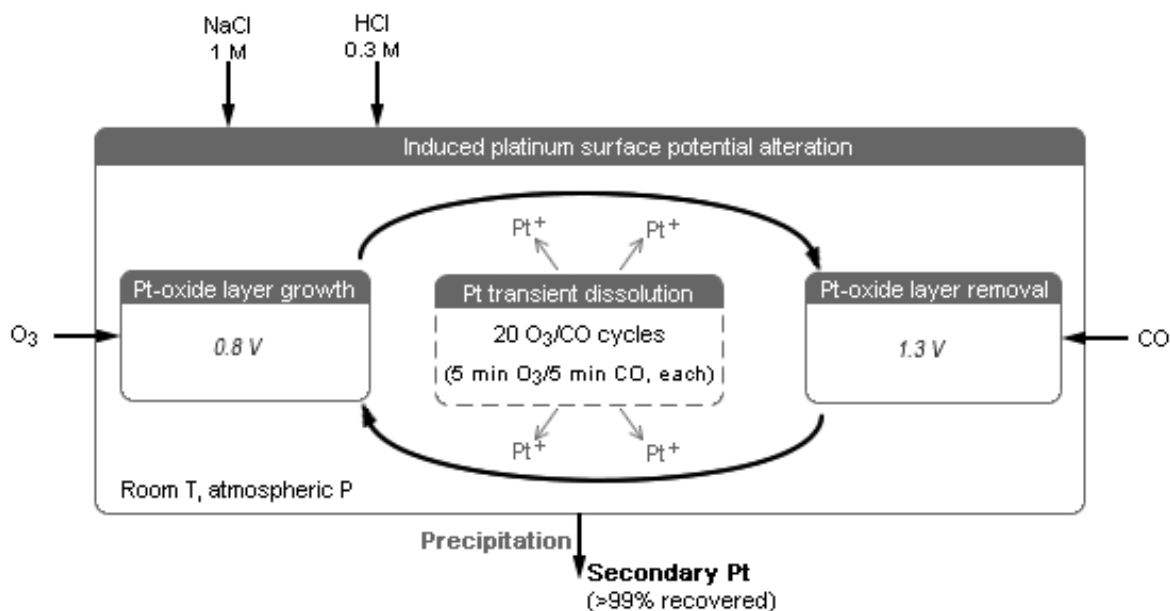 NaCl
1 M
HCl
0.3 M
Induced platinum surface potential alteration
Pt⁺
Pt⁺
Pt-oxide layer growth
Pt transient dissolution
Pt-oxide layer removal
O₃
0.8 V
20 O₃/CO cycles
(5 min O₃/5 min CO, each)
1.3 V
CO
Pt⁺
Pt⁺
Room T, atmospheric P
Precipitation
Secondary Pt
(>99% recovered)